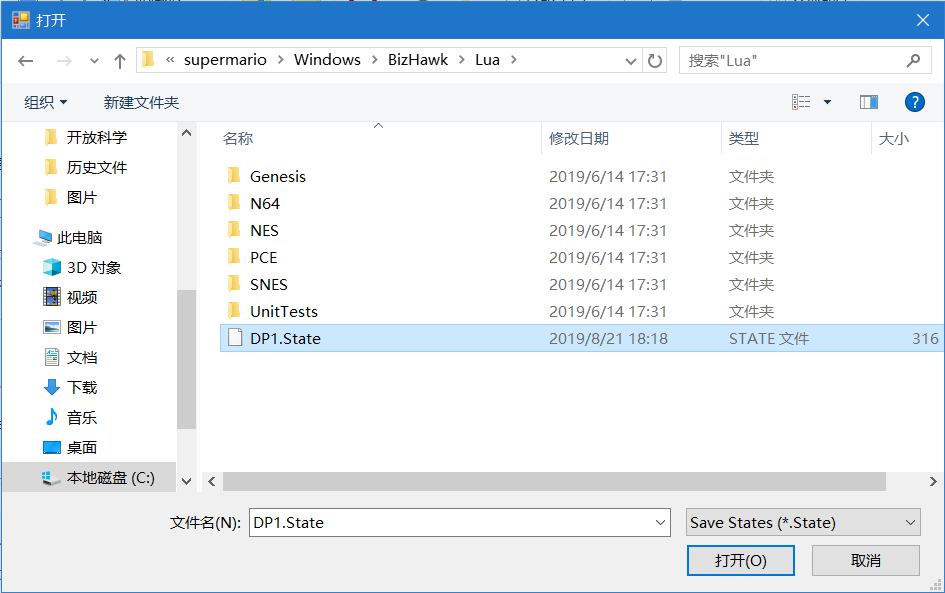 打开
« supermario > Windows > BizHawk > Lua >
搜索"Lua"
组织
新建文件夹
?
开放科学
历史文件
图片
此电脑
3D 对象
视频
图片
文档
下载
音乐
桌面
本地磁盘 (C:)
名称 修改日期 类型 大小
Genesis 2019/6/14 17:31 文件夹
N64 2019/6/14 17:31 文件夹
NES 2019/6/14 17:31 文件夹
PCE 2019/6/14 17:31 文件夹
SNES 2019/6/14 17:31 文件夹
UnitTests 2019/6/14 17:31 文件夹
DP1.State 2019/8/21 18:18 STATE 文件 316
文件名(N): DP1.State Save States (*.State)
打开(O) 取消